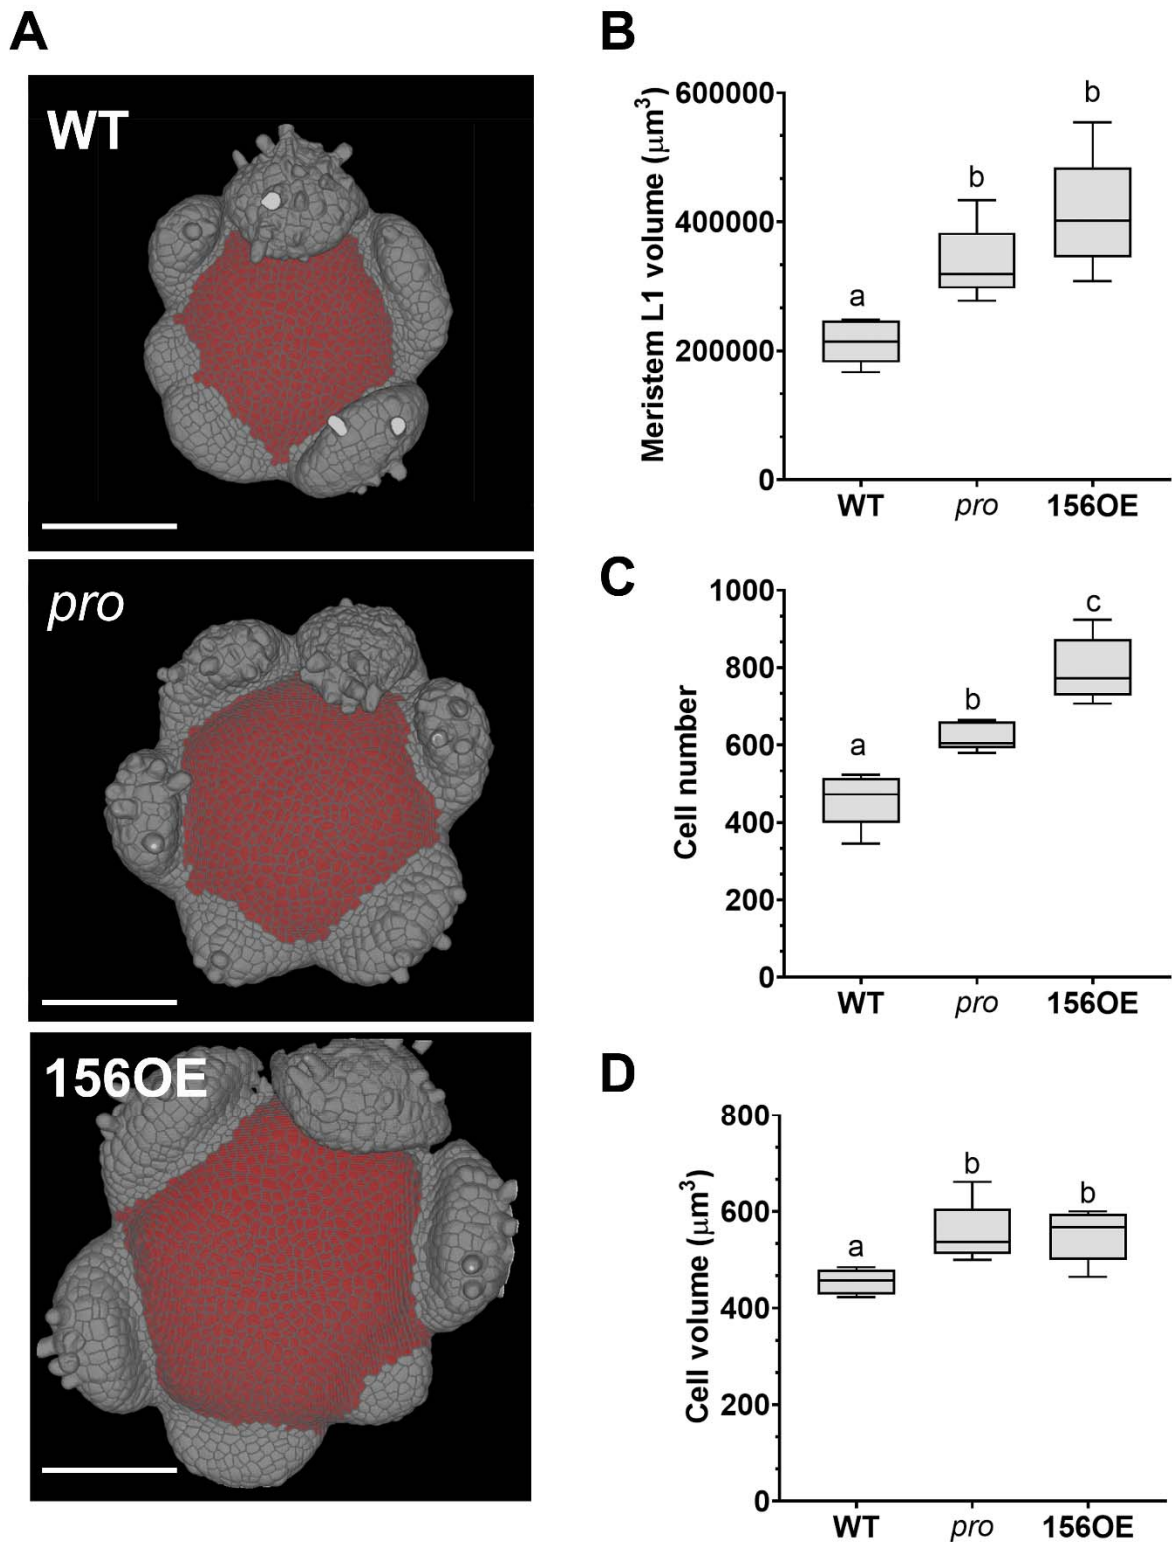 A
WT
pro
156OE
B
Meristem L1 volume (μm³)
600000
400000
200000
0
a
b
b
WT
pro
156OE
C
Cell number
1000
800
600
400
200
0
a
b
c
WT
pro
156OE
D
Cell volume (μm³)
800
600
400
200
0
a
b
b
WT
pro
156OE